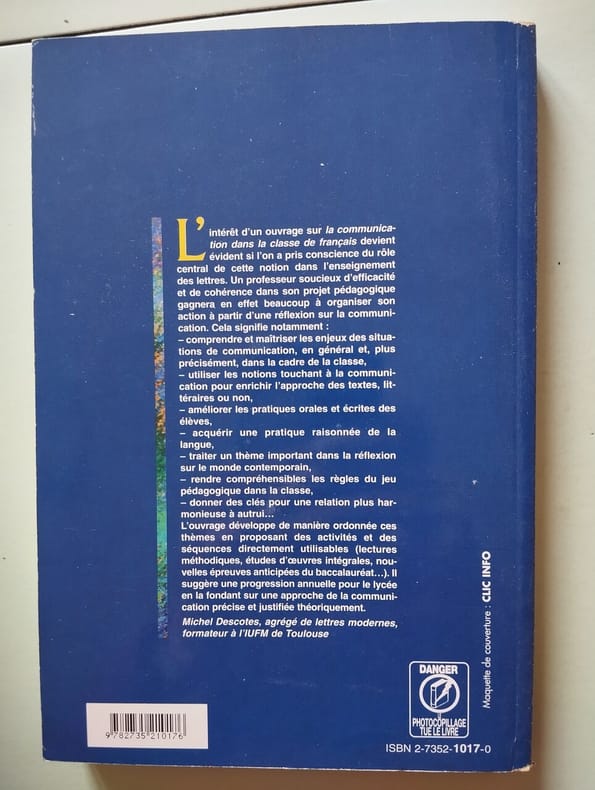 L'intérêt d'un ouvrage sur la communica-
tion dans la classe de français devient
évident si l'on a pris conscience du rôle
central de cette notion dans l'enseignement
des lettres. Un professeur soucieux d'efficacité
et de cohérence dans son projet pédagogique
gagnera en effet beaucoup à organiser son
action à partir d'une réflexion sur la communi-
cation. Cela signifie notamment :
– comprendre et maîtriser les enjeux des situa-
tions de communication, en général et, plus
précisément, dans la cadre de la classe,
– utiliser les notions touchant à la communi-
cation pour enrichir l'approche des textes, lit-
téraires ou non,
– améliorer les pratiques orales et écrites des
élèves,
– acquérir une pratique raisonnée de la
langue,
– traiter un thème important dans la réflexion
sur le monde contemporain,
– rendre compréhensibles les règles du jeu
pédagogique dans la classe,
– donner des clés pour une relation plus har-
monieuse à autrui...
L'ouvrage développe de manière ordonnée ces
thèmes en proposant des activités et des
séquences directement utilisables (lectures
méthodiques, études d'œuvres intégrales, nou-
velles épreuves anticipées du baccalauréat...). Il
suggère une progression annuelle pour le lycée
en la fondant sur une approche de la communi-
cation précise et justifiée théoriquement.
Michel Descotes, agrégé de lettres modernes,
formateur à l'IUFM de Toulouse
Maquette de couverture : CLIC INFO
DANGER
PHOTOCOPILLAGE
TUE LE LIVRE
9782735210176
ISBN 2-7352-1017-0